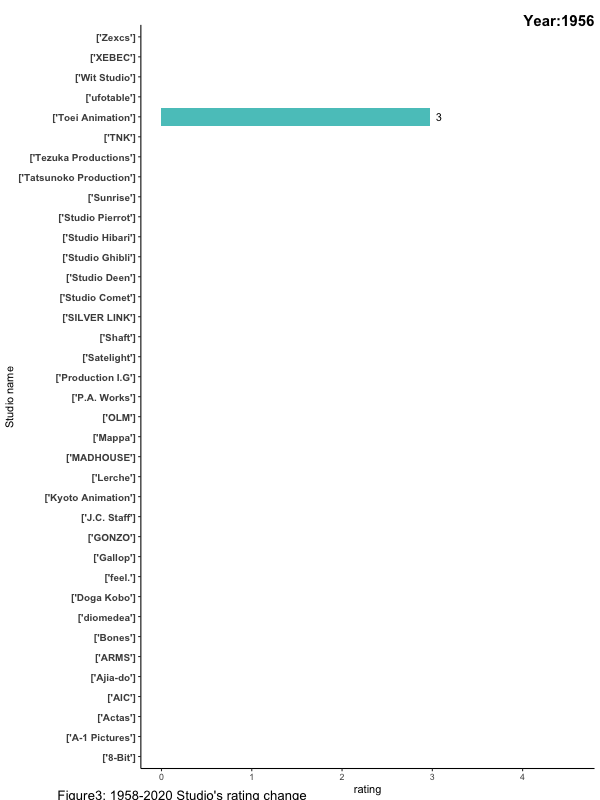 Year:1956
['Zexcs']
['XEBEC']
['Wit Studio']
['ufotable']
['Toei Animation'] 3
['TNK']
['Tezuka Productions']
['Tatsunoko Production']
['Sunrise']
['Studio Pierrot']
['Studio Hibari']
['Studio Ghibli']
['Studio Deen']
['Studio Comet']
['SILVER LINK']
['Shaft']
['Satelight']
['Production I.G']
['P.A. Works']
['OLM']
['Mappa']
['MADHOUSE']
['Lerche']
['Kyoto Animation']
['J.C. Staff']
['GONZO']
['Gallop']
['feel.']
['Doga Kobo']
['diomedea']
['Bones']
['ARMS']
['Ajia-do']
['AIC']
['Actas']
['A-1 Pictures']
['8-Bit']
Studio name
0 1 2 3 4
rating
Figure3: 1958-2020 Studio's rating change